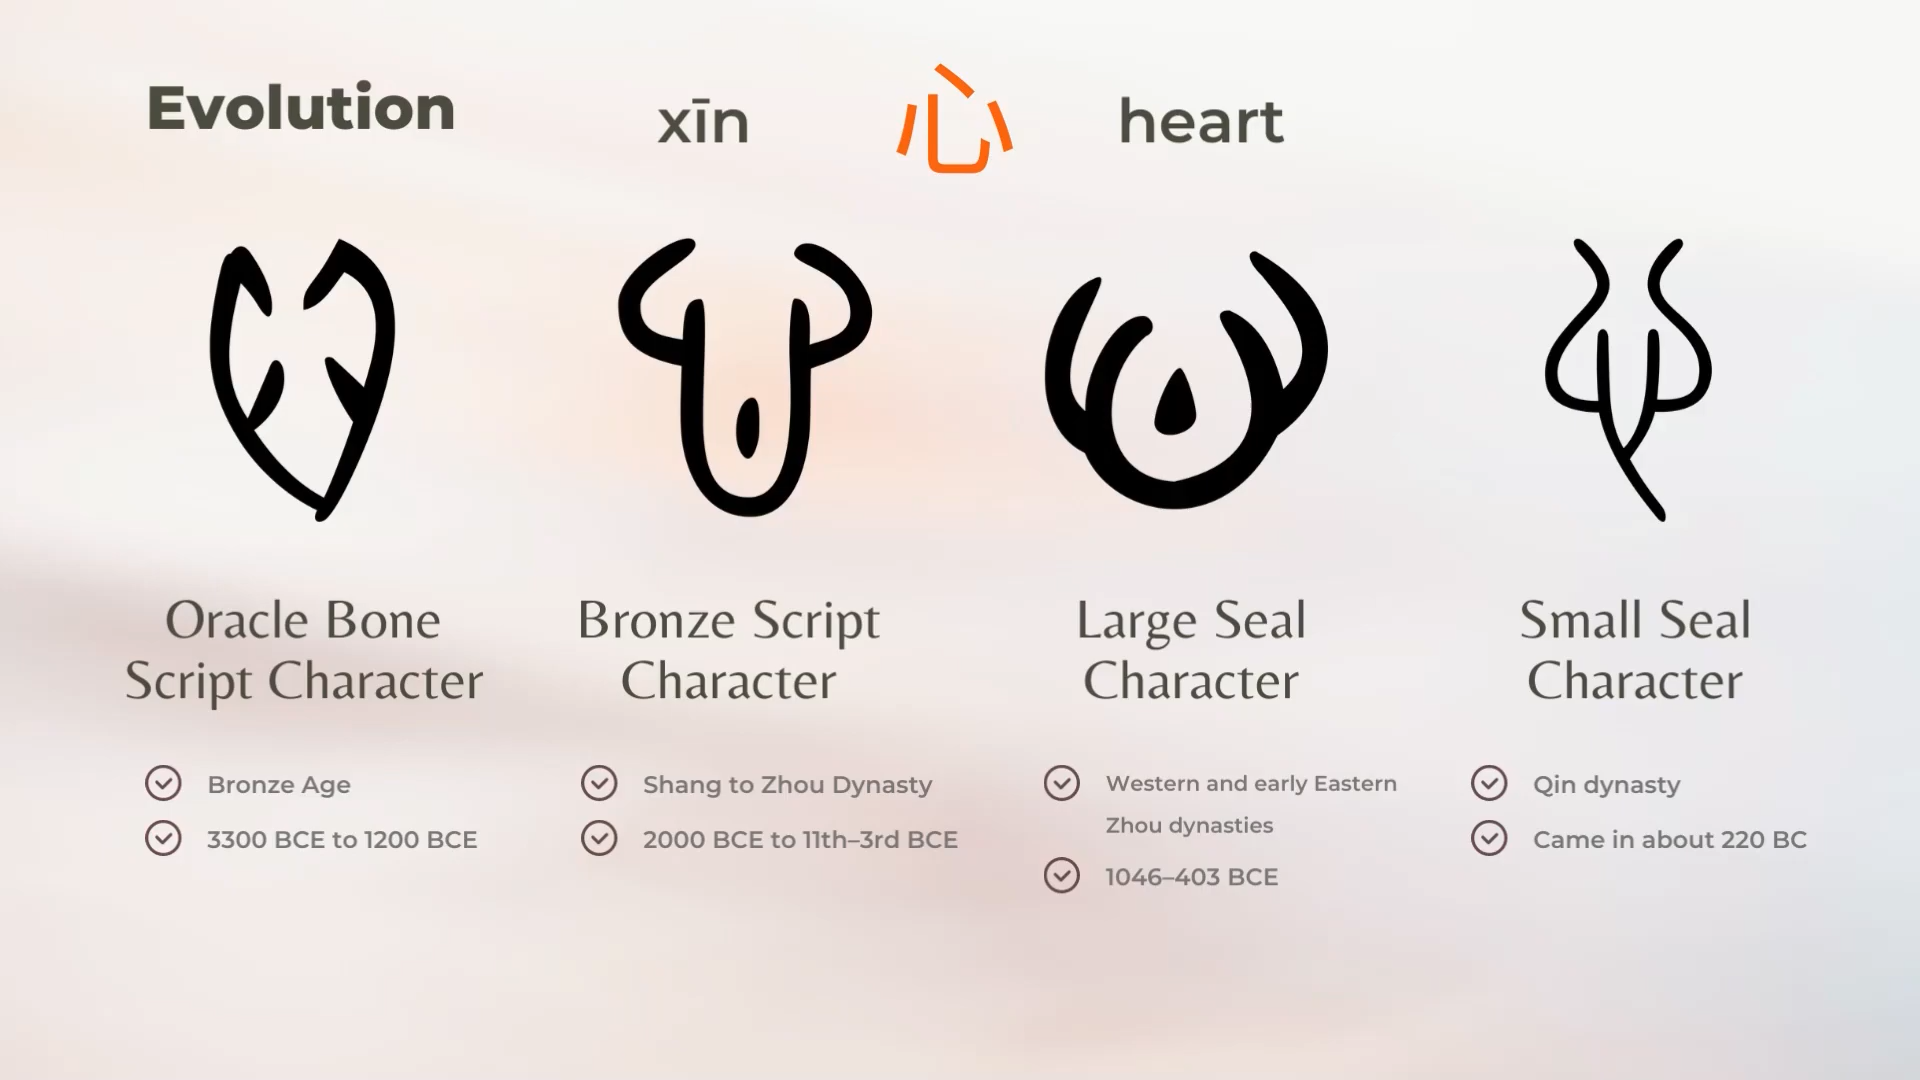 Evolution
xīn 心 heart
Oracle Bone
Script Character
Bronze Age
3300 BCE to 1200 BCE
Bronze Script
Character
Shang to Zhou Dynasty
2000 BCE to 11th–3rd BCE
Large Seal
Character
Western and early Eastern
Zhou dynasties
1046–403 BCE
Small Seal
Character
Qin dynasty
Came in about 220 BC